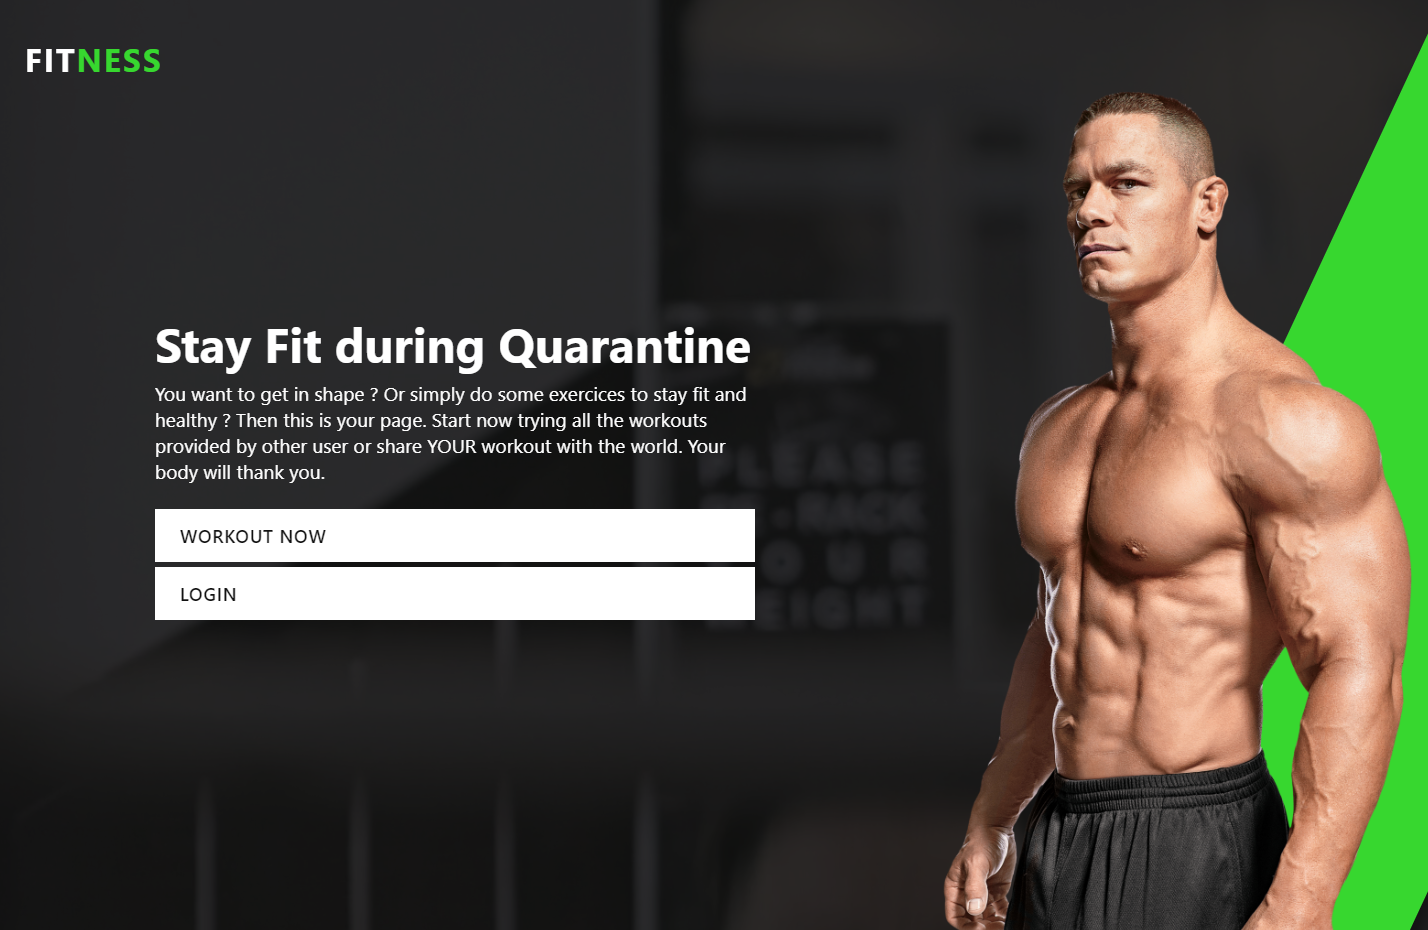 FITNESS
Stay Fit during Quarantine
You want to get in shape ? Or simply do some exercices to stay fit and
healthy ? Then this is your page. Start now trying all the workouts
provided by other user or share YOUR workout with the world. Your
body will thank you.
WORKOUT NOW
LOGIN
PLEASE
RE-RACK
YOUR
WEIGHT